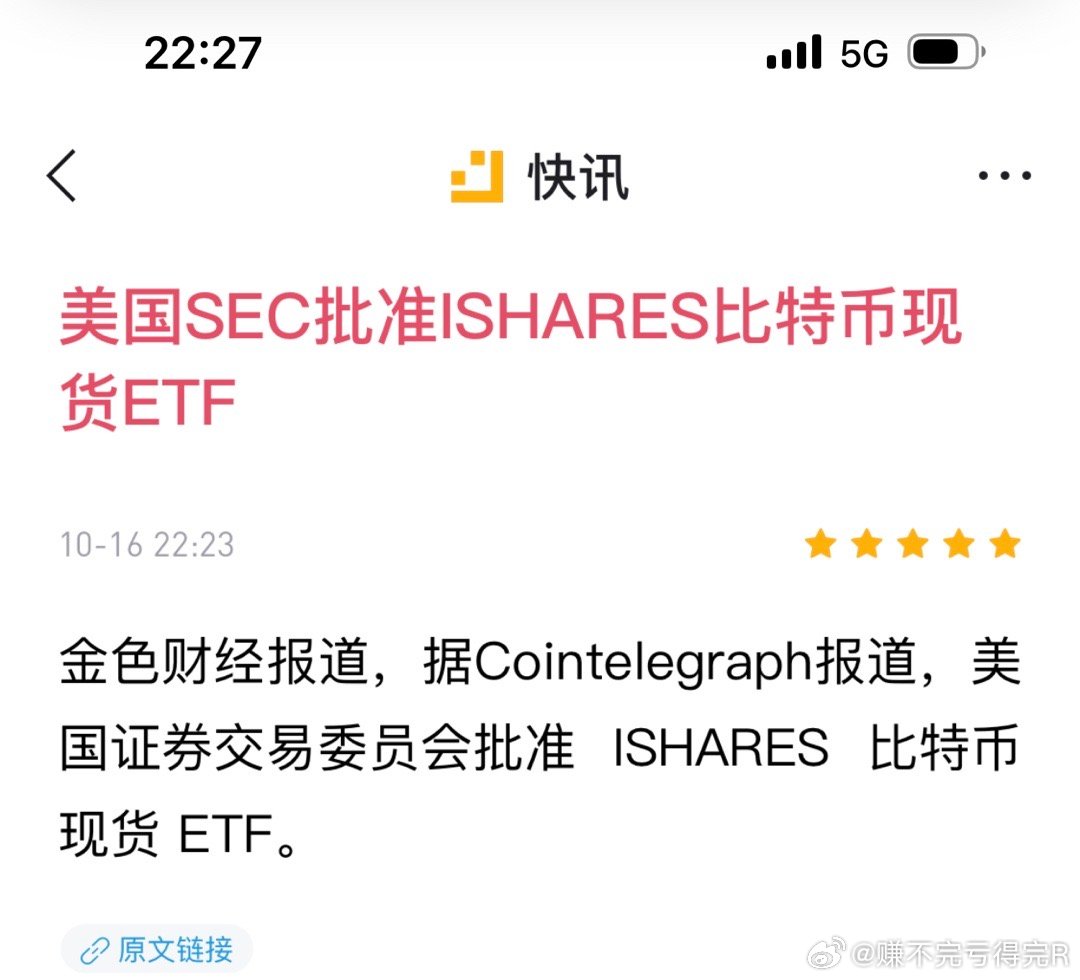 22:27 5G
快讯
美国SEC批准ISHARES比特币现
货ETF
10-16 22:23
金色财经报道，据Cointelegraph报道，美
国证券交易委员会批准 ISHARES 比特币
现货 ETF。
原文链接
@赚不完亏得完R